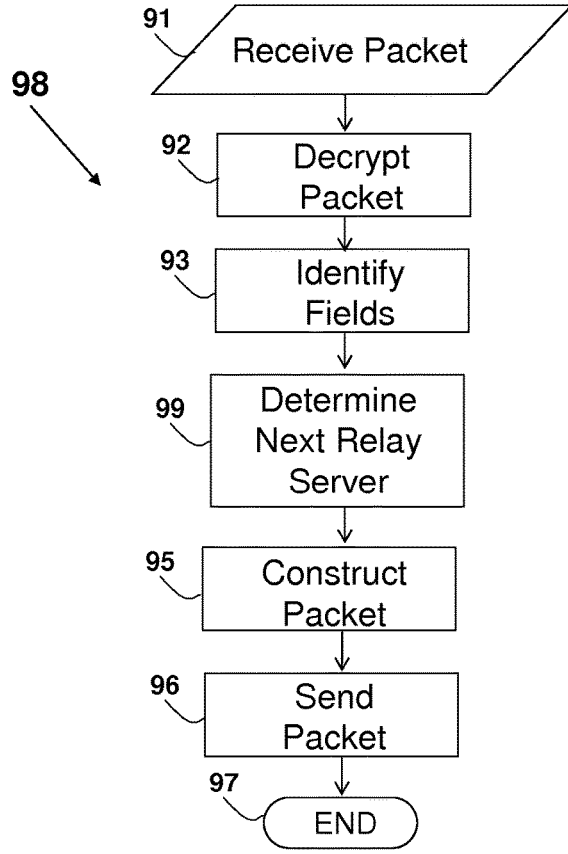 91
Receive Packet
98
92
Decrypt
Packet
93
Identify
Fields
99
Determine
Next Relay
Server
95
Construct
Packet
96
Send
Packet
97
END